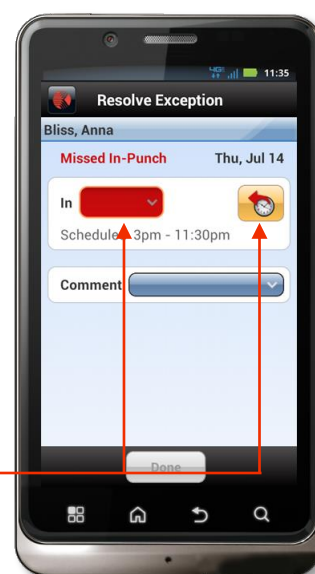 4G 11:35
Resolve Exception
Bliss, Anna
Missed In-Punch Thu, Jul 14
In
Schedule 3pm - 11:30pm
Comment
Done